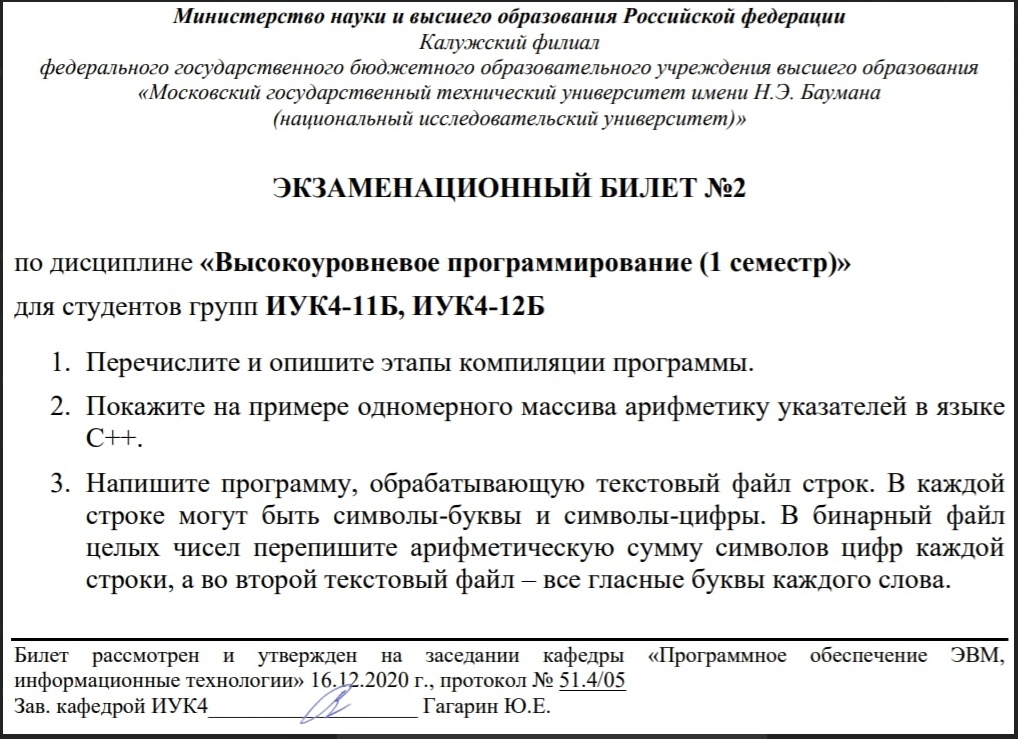 Министерство науки и высшего образования Российской федерации
Калужский филиал
федерального государственного бюджетного образовательного учреждения высшего образования
«Московский государственный технический университет имени Н.Э. Баумана
(национальный исследовательский университет)»
ЭКЗАМЕНАЦИОННЫЙ БИЛЕТ №2
по дисциплине «Высокоуровневое программирование (1 семестр)»
для студентов групп ИУК4-11Б, ИУК4-12Б
1. Перечислите и опишите этапы компиляции программы.
2. Покажите на примере одномерного массива арифметику указателей в языке
С++.
3. Напишите программу, обрабатывающую текстовый файл строк. В каждой
строке могут быть символы-буквы и символы-цифры. В бинарный файл
целых чисел перепишите арифметическую сумму символов цифр каждой
строки, а во второй текстовый файл – все гласные буквы каждого слова.
Билет рассмотрен и утвержден на заседании кафедры «Программное обеспечение ЭВМ,
информационные технологии» 16.12.2020 г., протокол № 51.4/05
Зав. кафедрой ИУК4___________________ Гагарин Ю.Е.